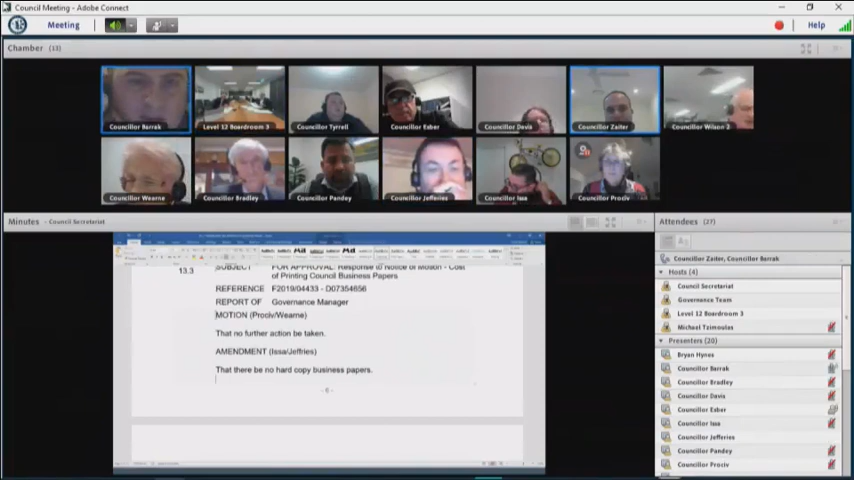 Council Meeting - Adobe Connect
Meeting
Help
Chamber (13)
Councillor Barrak
Level 12 Boardroom 3
Councillor Tyrrell
Councillor Esber
Councillor Davis
Councillor Zaiter
Councillor Wilson 2
Councillor Wearne
Councillor Bradley
Councillor Pandey
Councillor Jefferies
Councillor Issa
Councillor Prociv
Minutes - Council Secretariat
13.3
SUBJECT FOR APPROVAL: Response to Notice of Motion - Cost
of Printing Council Business Papers
REFERENCE F2019/04433 - D07354656
REPORT OF Governance Manager
MOTION (Prociv/Wearne)
That no further action be taken.
AMENDMENT (Issa/Jeffries)
That there be no hard copy business papers.
- 6 -
Attendees (27)
Councillor Zaiter, Councillor Barrak
Hosts (4)
Council Secretariat
Governance Team
Level 12 Boardroom 3
Michael Tzimoulas
Presenters (20)
Bryan Hynes
Councillor Barrak
Councillor Bradley
Councillor Davis
Councillor Esber
Councillor Issa
Councillor Jefferies
Councillor Pandey
Councillor Prociv